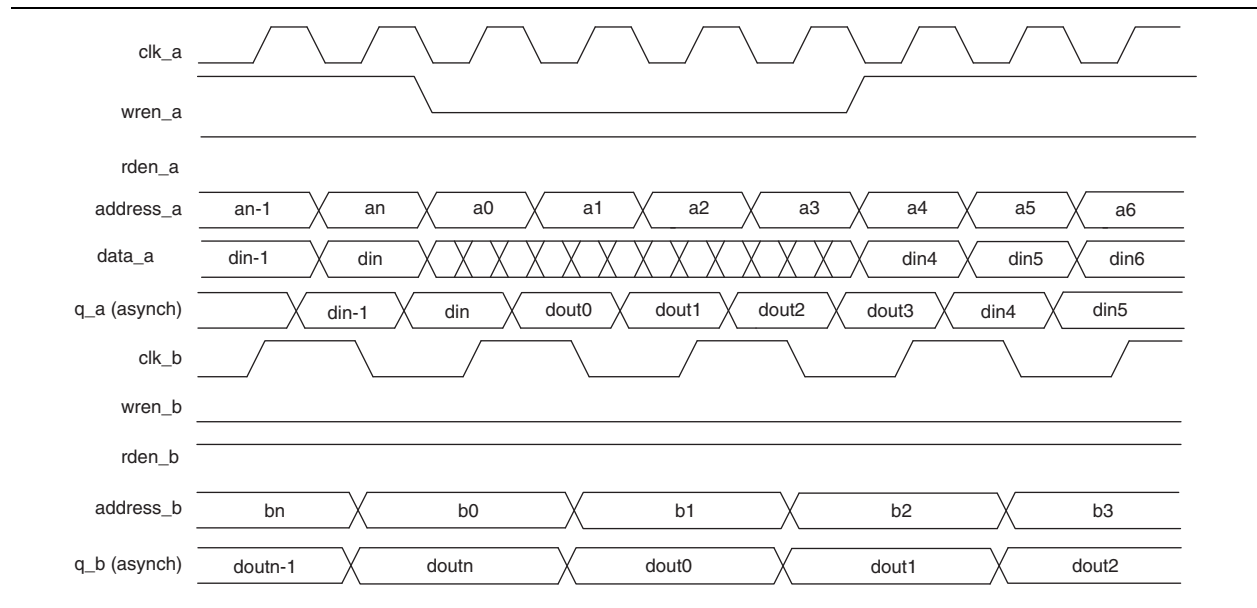 clk_a
wren_a
rden_a
address_a an-1 an a0 a1 a2 a3 a4 a5 a6
data_a din-1 din din4 din5 din6
q_a (asynch) din-1 din dout0 dout1 dout2 dout3 din4 din5
clk_b
wren_b
rden_b
address_b bn b0 b1 b2 b3
q_b (asynch) doutn-1 doutn dout0 dout1 dout2